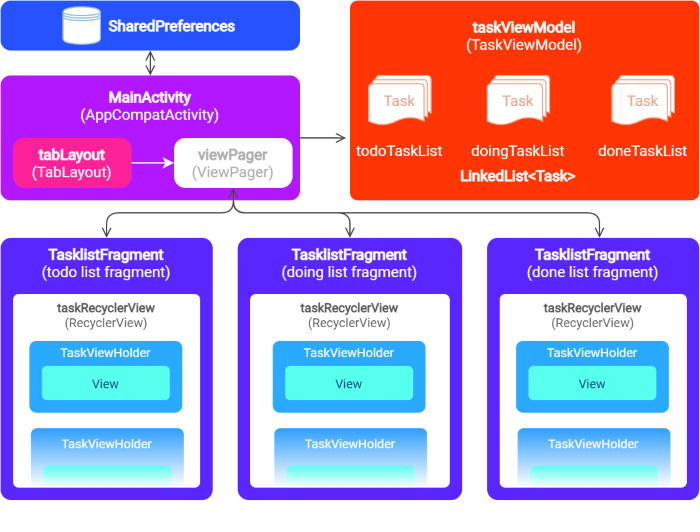 SharedPreferences
MainActivity
(AppCompatActivity)
tabLayout
(TabLayout)
viewPager
(ViewPager)
taskViewModel
(TaskViewModel)
Task
Task
Task
todoTaskList
doingTaskList
doneTaskList
LinkedList<Task>
TasklistFragment
(todo list fragment)
taskRecyclerView
(RecyclerView)
TaskViewHolder
View
TaskViewHolder
TasklistFragment
(doing list fragment)
taskRecyclerView
(RecyclerView)
TaskViewHolder
View
TaskViewHolder
TasklistFragment
(done list fragment)
taskRecyclerView
(RecyclerView)
TaskViewHolder
View
TaskViewHolder